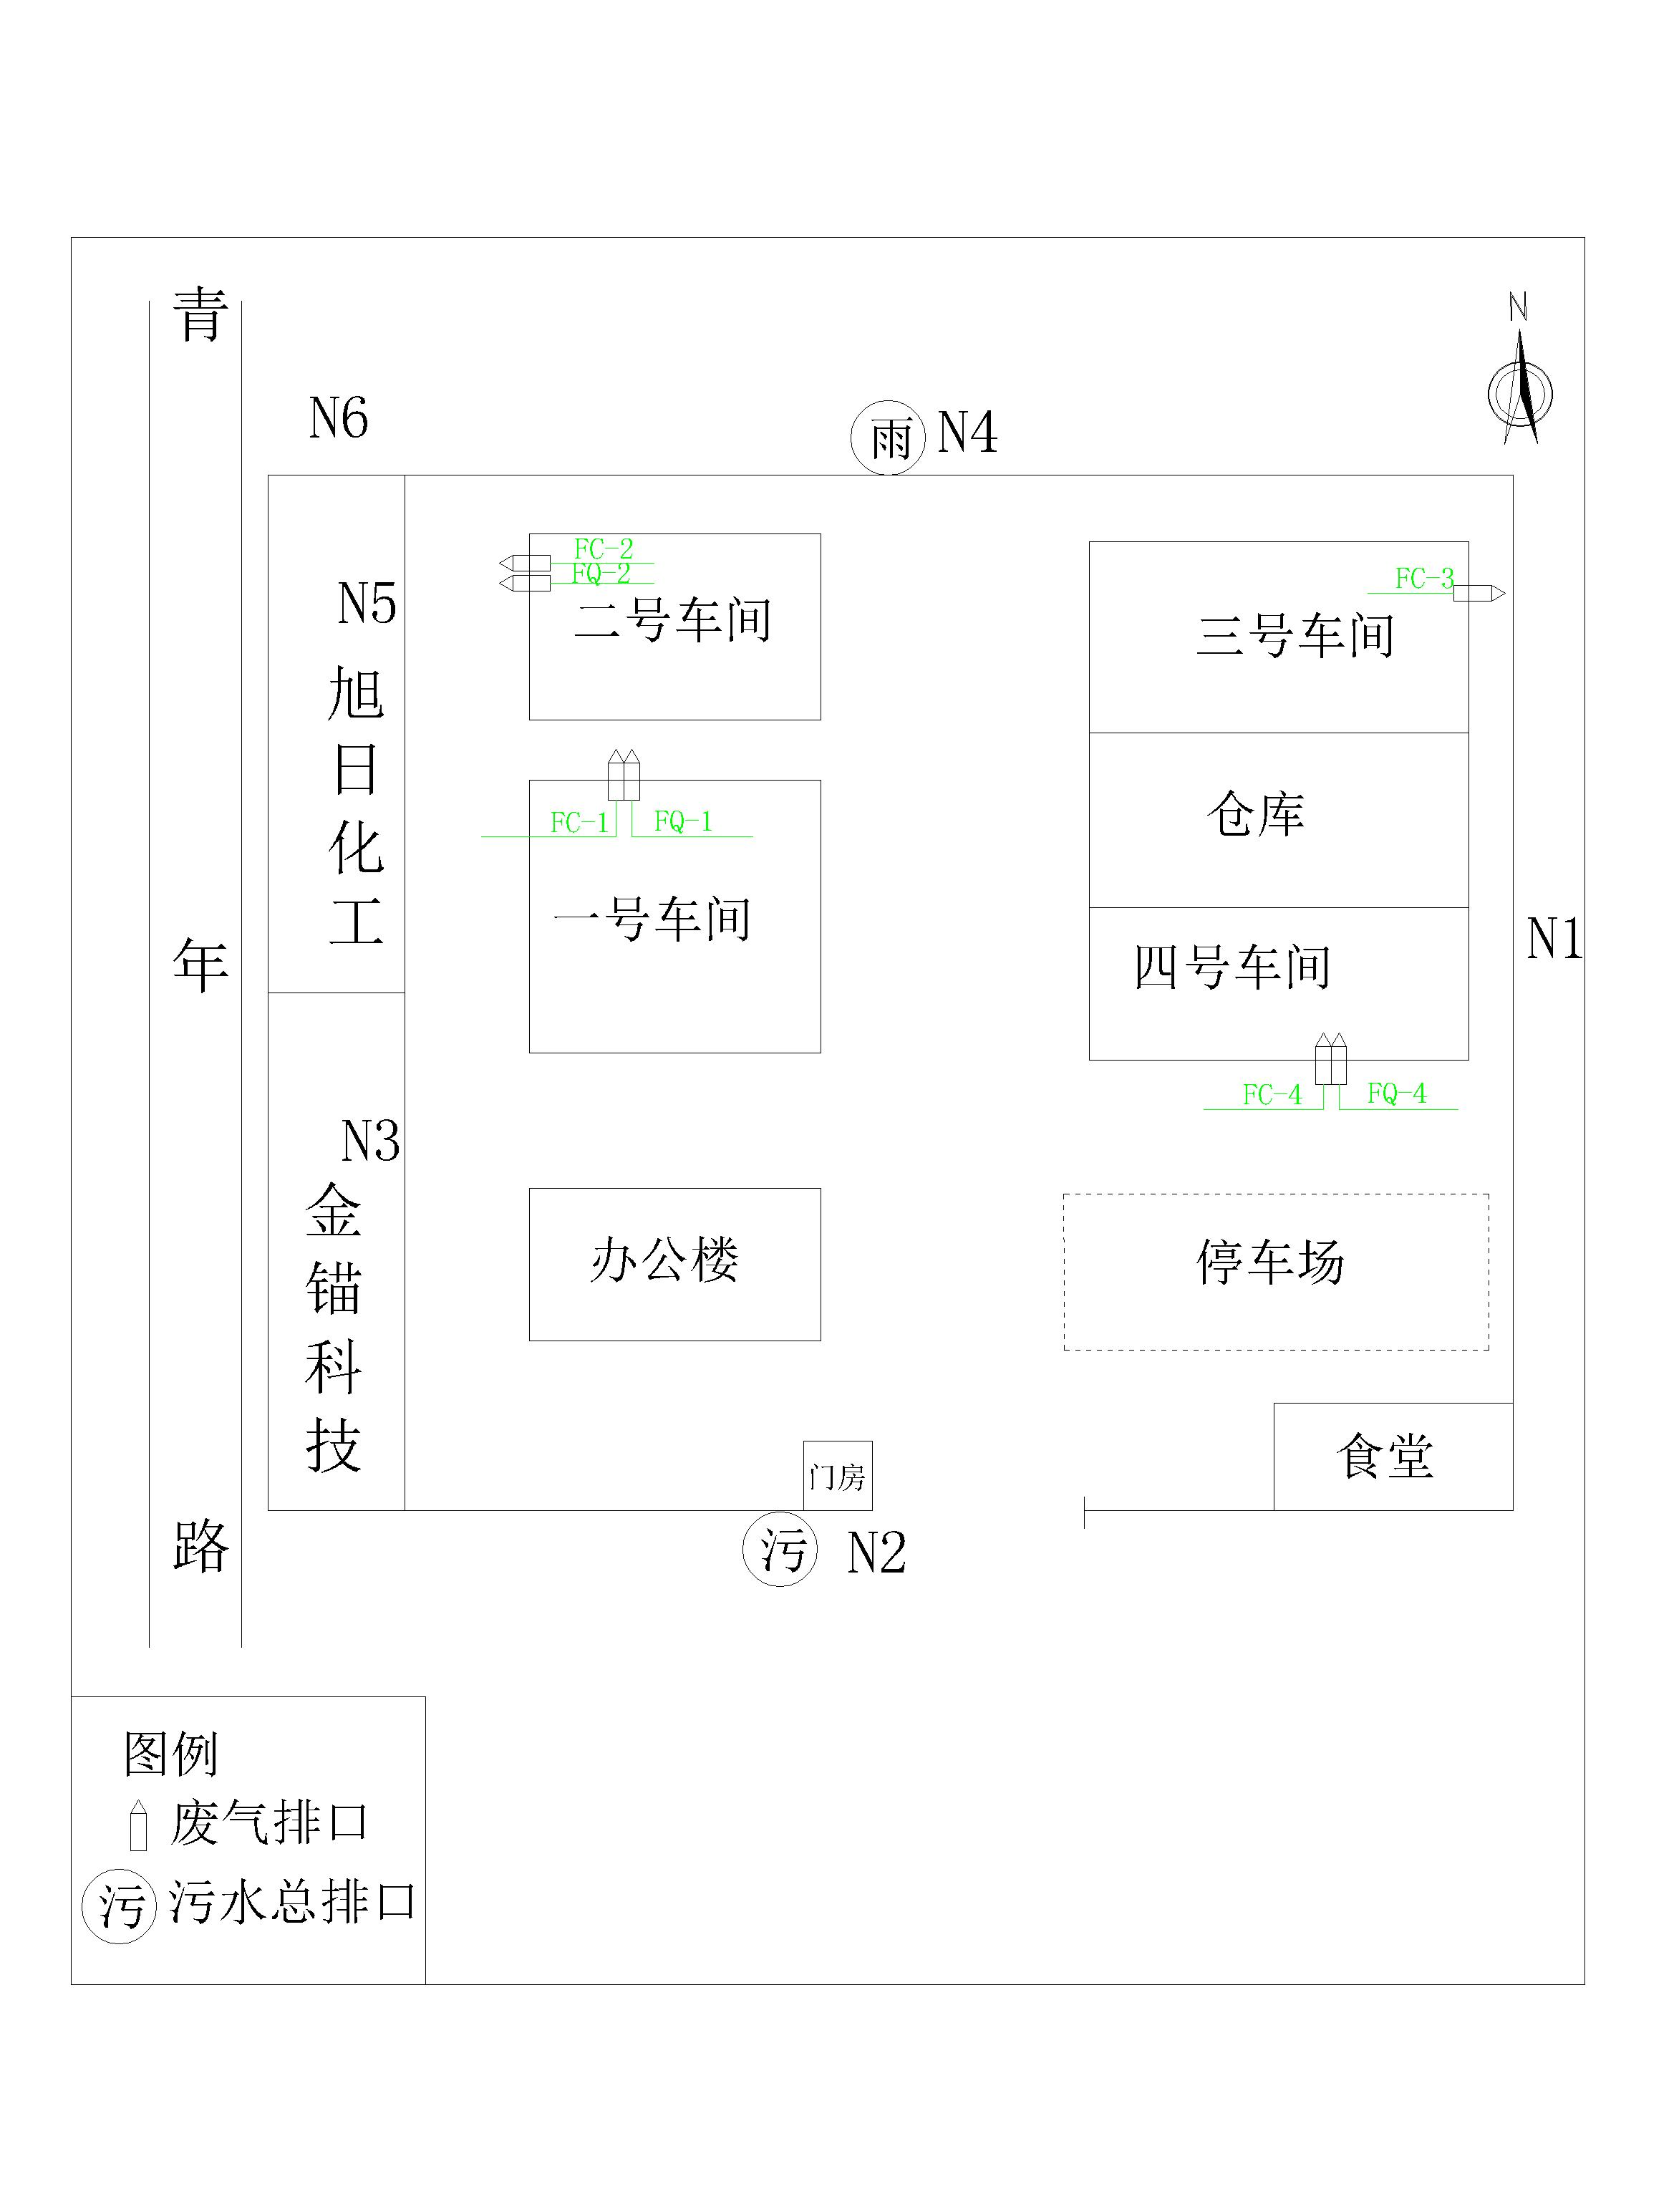 青年路
N
N6
雨 N4
FC-2
FQ-2
二号车间
FC-3
三号车间
N5
旭日化工
FC-1 FQ-1
一号车间
仓库
四号车间
N1
FC-4 FQ-4
N3
金锚科技
办公楼
停车场
门房
食堂
污 N2
图例
废气排口
污 污水总排口